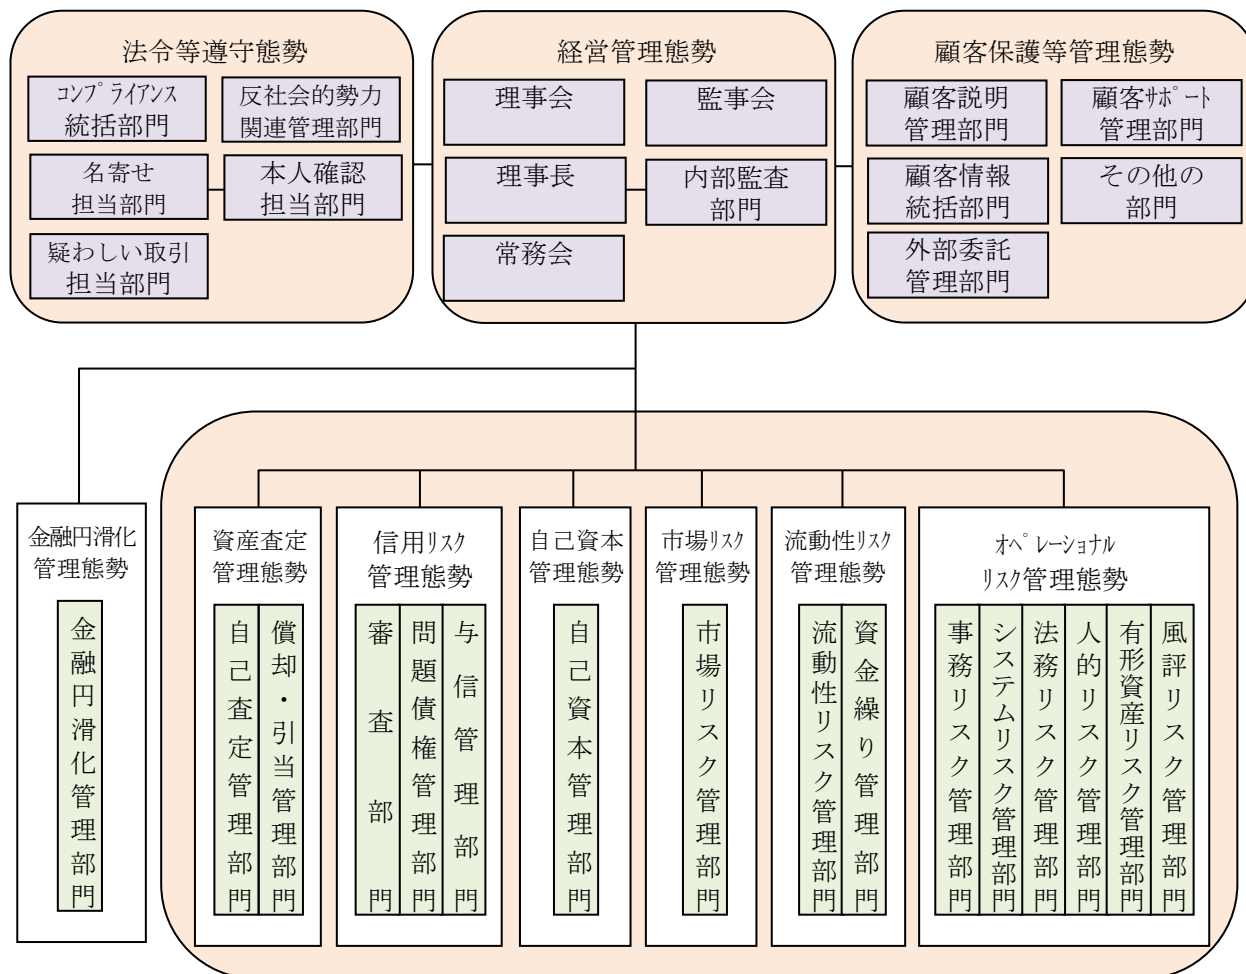 法令等遵守態勢
コンプライアンス
統括部門
反社会的勢力
関連管理部門
名寄せ
担当部門
本人確認
担当部門
疑わしい取引
担当部門
経営管理態勢
理事会
監事会
理事長
内部監査
部門
常務会
顧客保護等管理態勢
顧客説明
管理部門
顧客サポート
管理部門
顧客情報
統括部門
その他の
部門
外部委託
管理部門
金融円滑化
管理態勢
金融円滑化管理部門
資産査定
管理態勢
自己査定管理部門
償却・引当管理部門
信用リスク
管理態勢
審査部門
問題債権管理部門
与信管理部門
自己資本
管理態勢
自己資本管理部門
市場リスク
管理態勢
市場リスク管理部門
流動性リスク
管理態勢
流動性リスク管理部門
資金繰り管理部門
オペレーショナル
リスク管理態勢
事務リスク管理部門
システムリスク管理部門
法務リスク管理部門
人的リスク管理部門
有形資産リスク管理部門
風評リスク管理部門